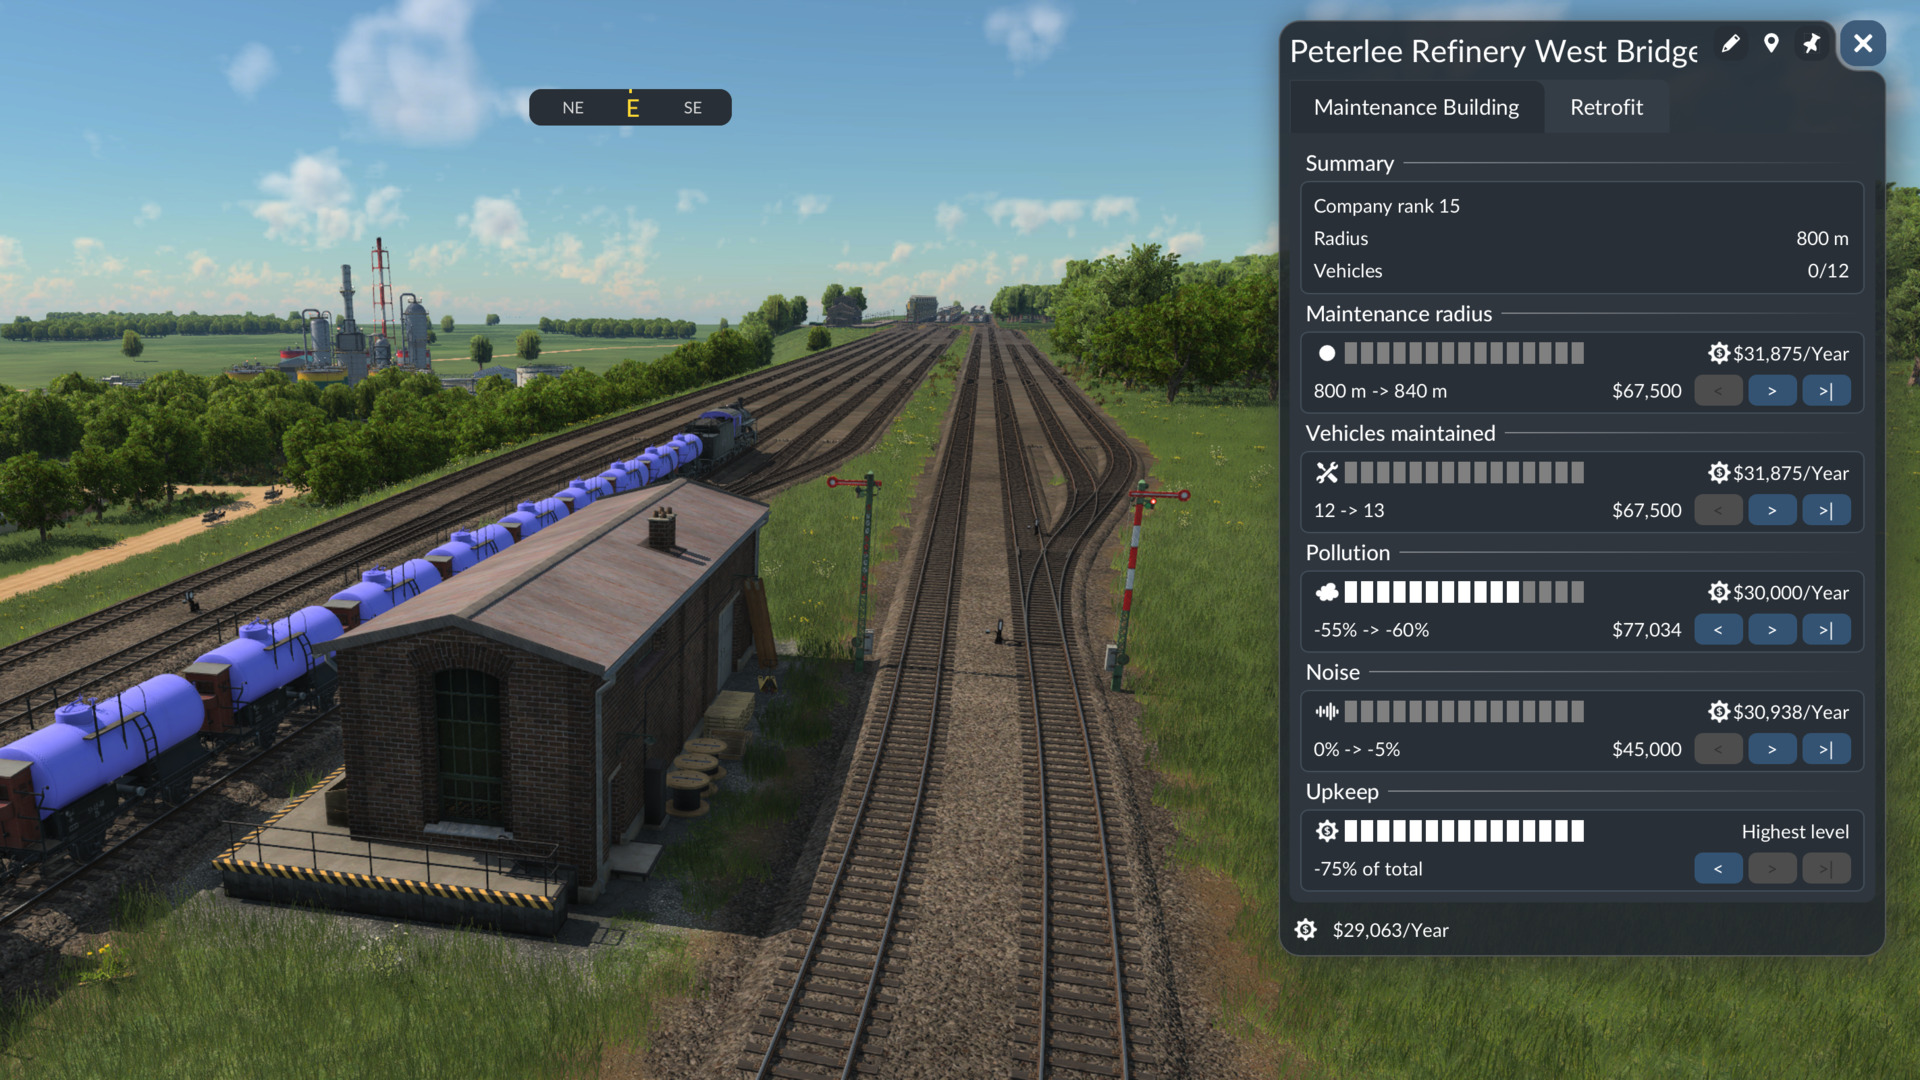 NE E SE
Peterlee Refinery West Bridge
Maintenance Building Retrofit
Summary
Company rank 15
Radius 800 m
Vehicles 0/12
Maintenance radius
$31,875/Year
800 m -> 840 m $67,500 < > >|
Vehicles maintained
$31,875/Year
12 -> 13 $67,500 < > >|
Pollution
$30,000/Year
-55% -> -60% $77,034 < > >|
Noise
$30,938/Year
0% -> -5% $45,000 < > >|
Upkeep
Highest level
-75% of total < > >|
$29,063/Year